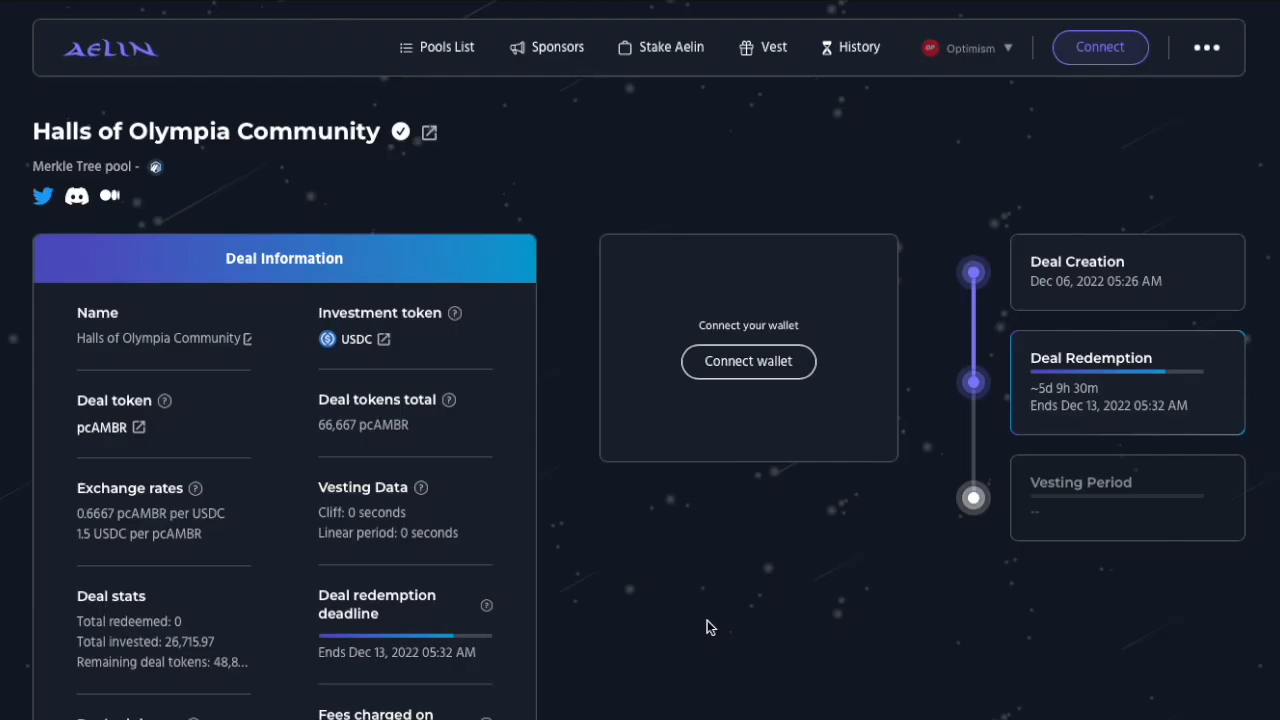 AELIN
Pools List
Sponsors
Stake Aelin
Vest
History
OP
Optimism
Connect
Halls of Olympia Community
Merkle Tree pool -
Deal Information
Name
Halls of Olympia Community
Investment token
USDC
Deal token
pcAMBR
Deal tokens total
66,667 pcAMBR
Exchange rates
0.6667 pcAMBR per USDC
1.5 USDC per pcAMBR
Vesting Data
Cliff: 0 seconds
Linear period: 0 seconds
Deal stats
Total redeemed: 0
Total invested: 26,715.97
Remaining deal tokens: 48,8...
Deal redemption
deadline
Ends Dec 13, 2022 05:32 AM
Fees charged on
Connect your wallet
Connect wallet
Deal Creation
Dec 06, 2022 05:26 AM
Deal Redemption
~5d 9h 30m
Ends Dec 13, 2022 05:32 AM
Vesting Period
--